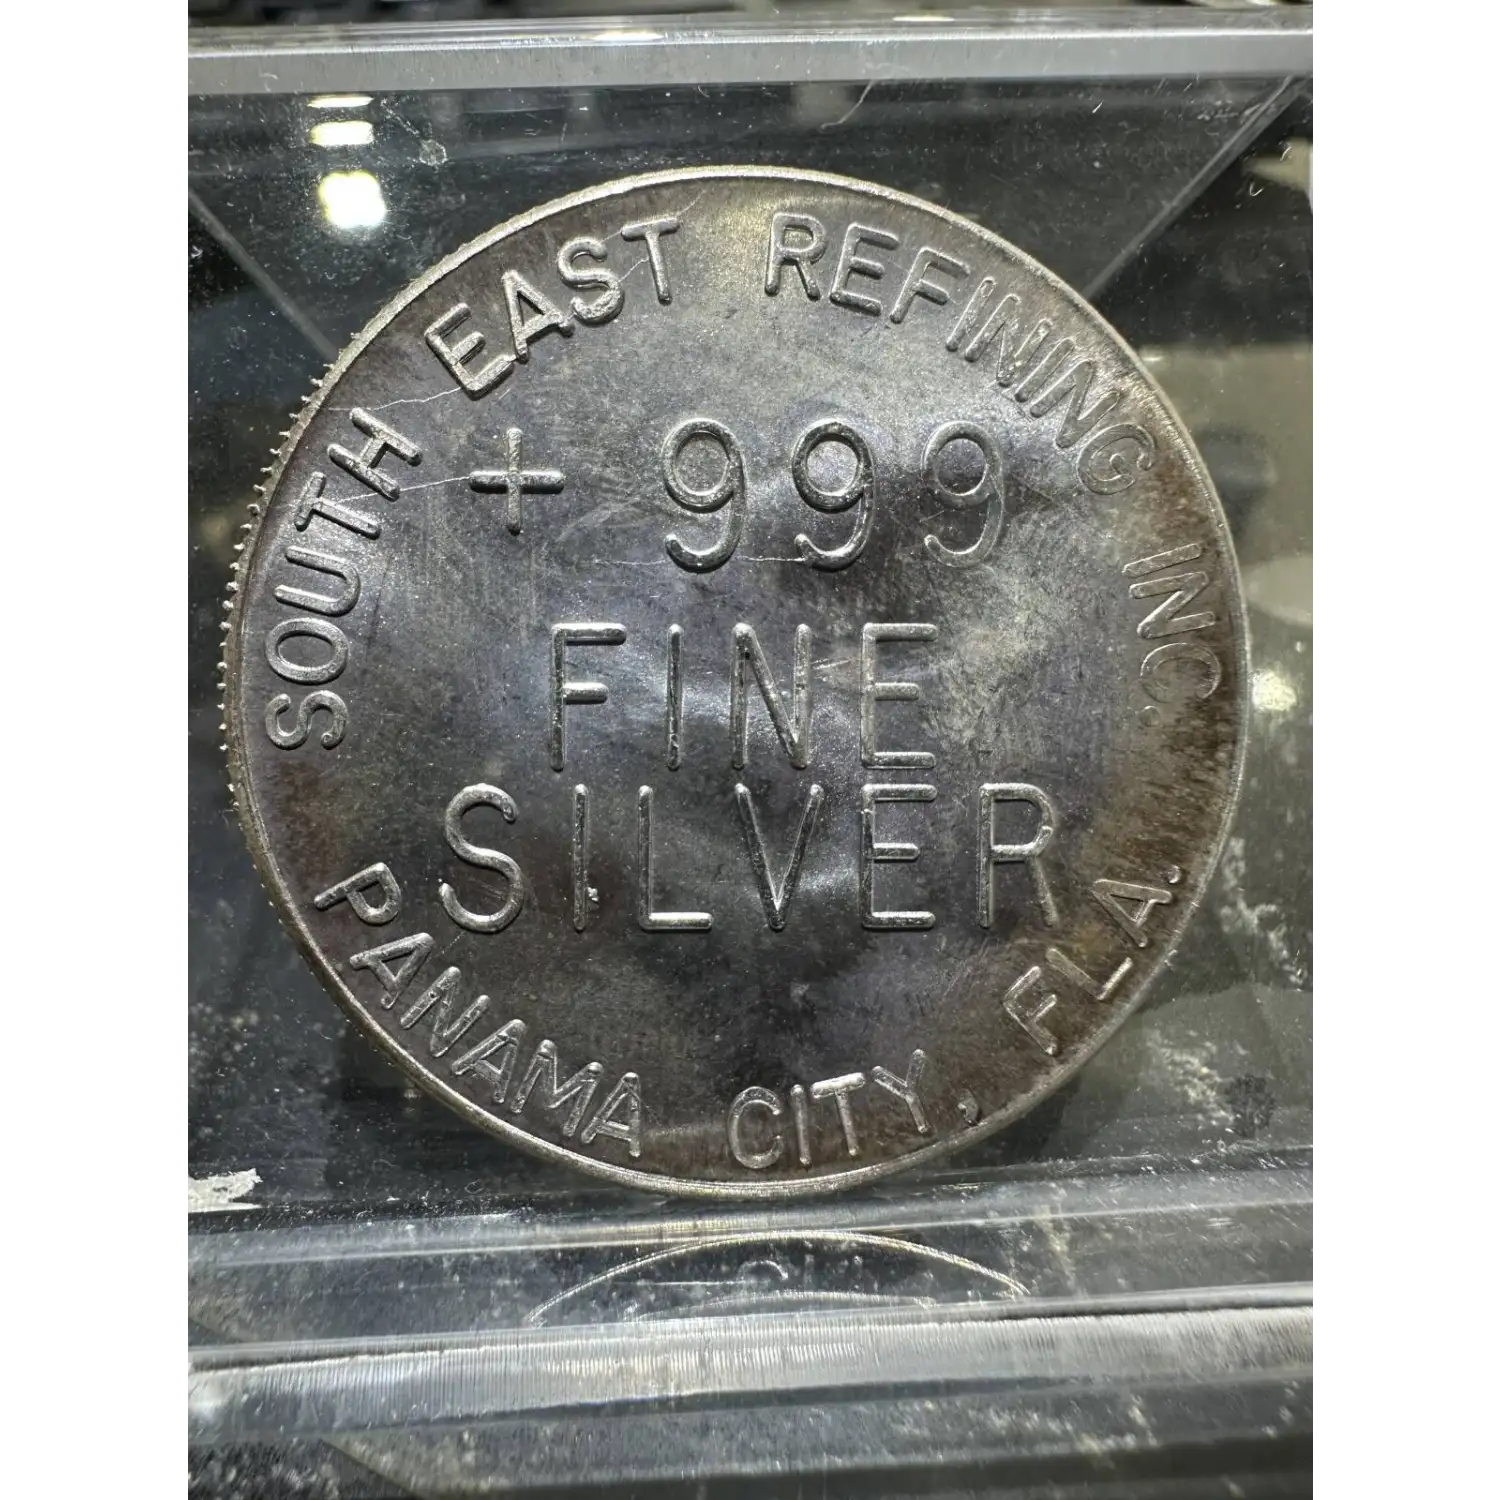 SOUTH EAST REFINING INC.
+ 999
FINE
SILVER
PANAMA CITY, FLA.